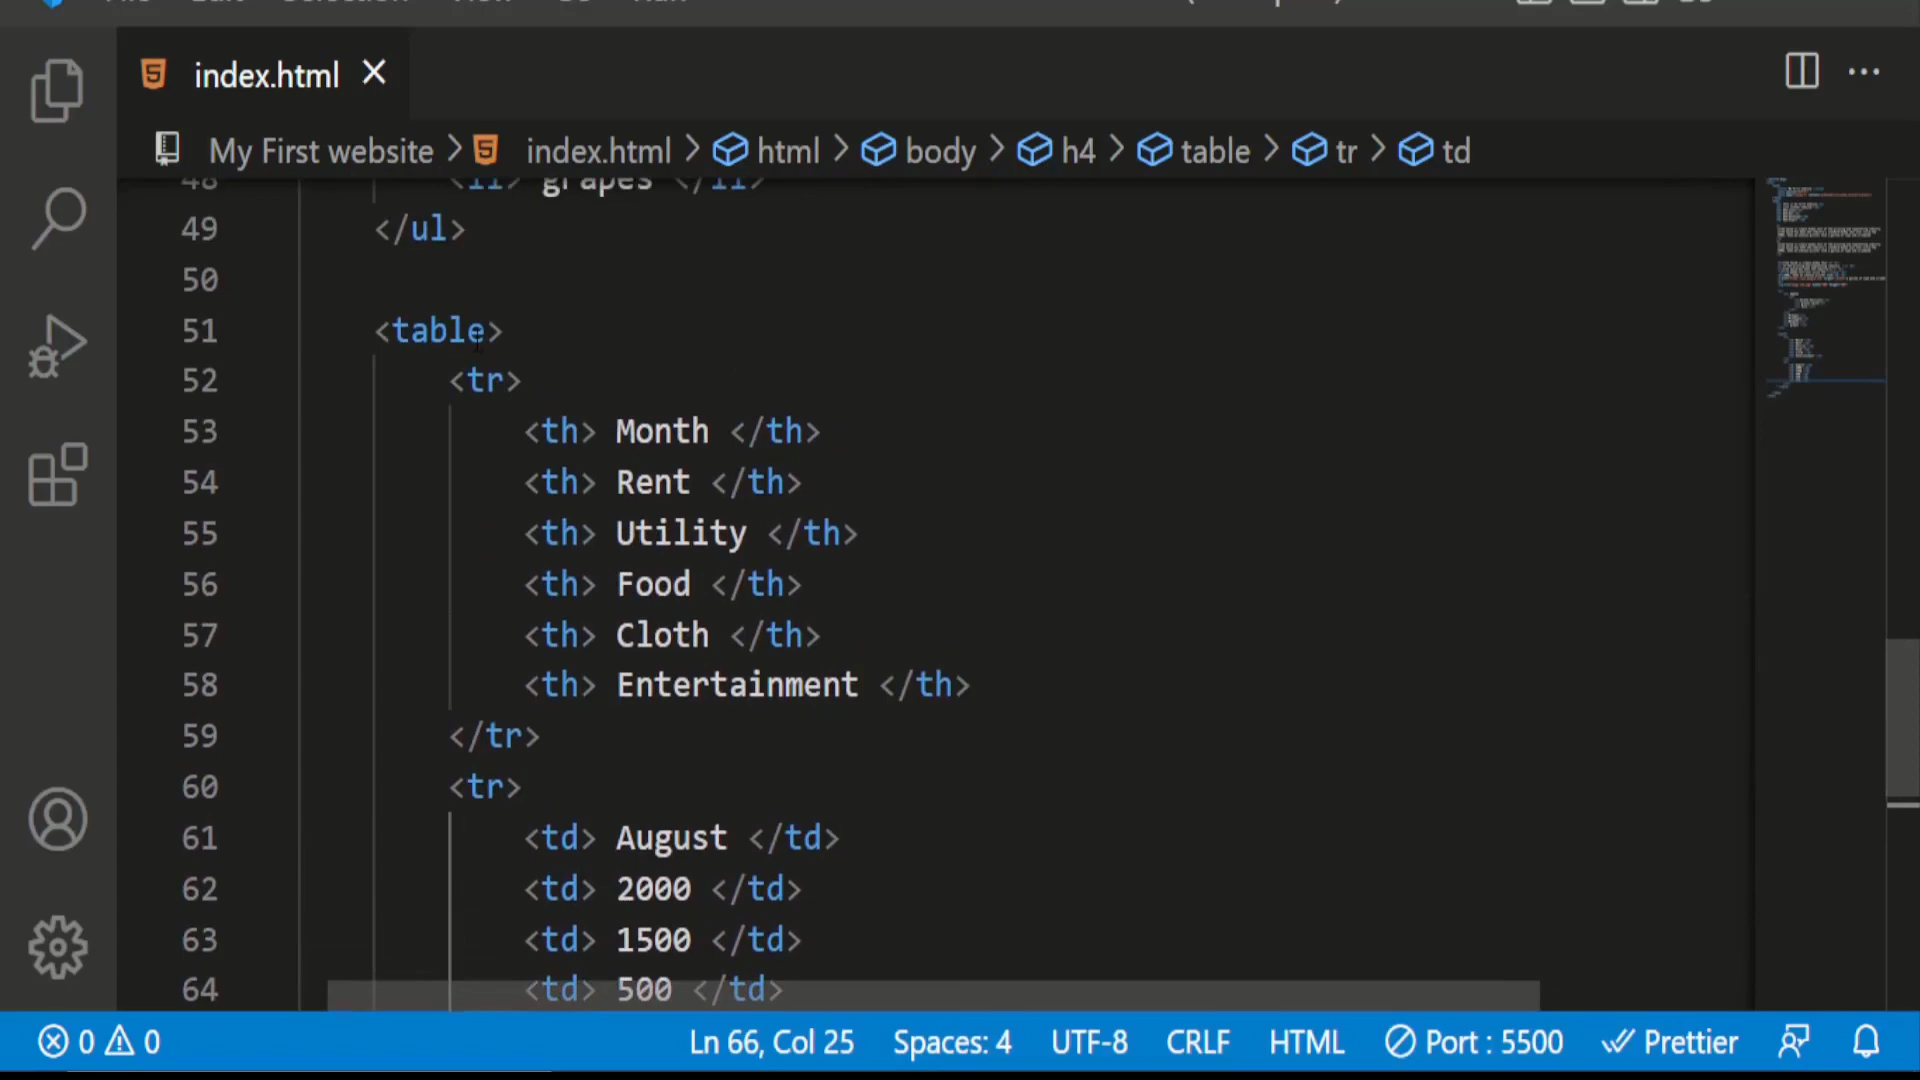 index.html
My First website > index.html > html > body > h4 > table > tr > td
48 <li> grapes </li>
49 </ul>
50
51 <table>
52 <tr>
53 <th> Month </th>
54 <th> Rent </th>
55 <th> Utility </th>
56 <th> Food </th>
57 <th> Cloth </th>
58 <th> Entertainment </th>
59 </tr>
60 <tr>
61 <td> August </td>
62 <td> 2000 </td>
63 <td> 1500 </td>
64 <td> 500 </td>
0 0 Ln 66, Col 25 Spaces: 4 UTF-8 CRLF HTML Port : 5500 Prettier